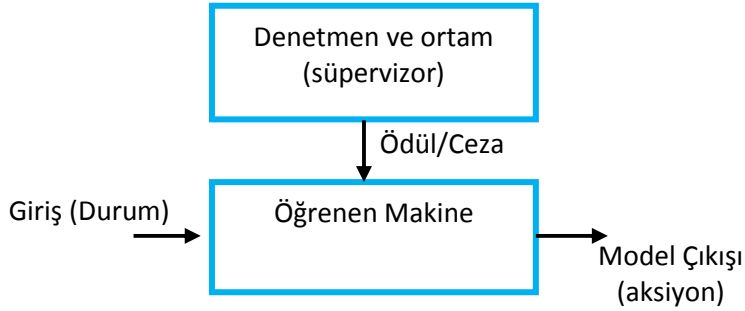 Denetmen ve ortam
(süpervizor)
Ödül/Ceza
Giriş (Durum)
Öğrenen Makine
Model Çıkışı
(aksiyon)